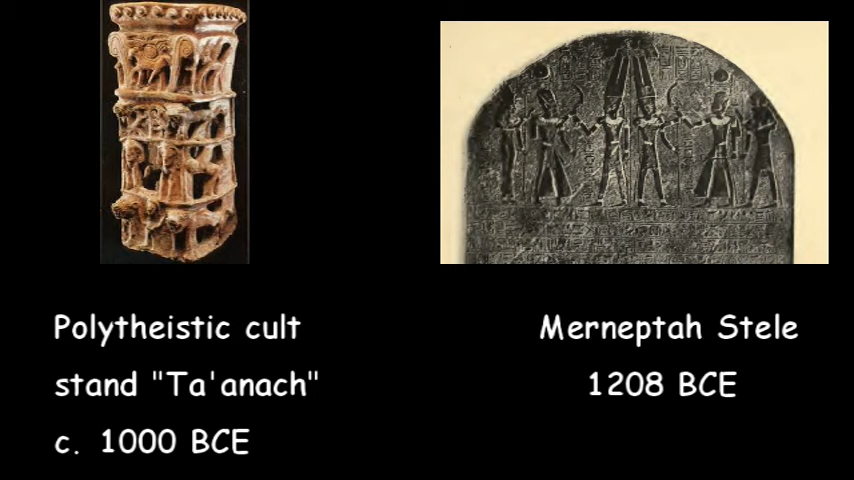 Polytheistic cult
stand "Ta'anach"
c. 1000 BCE
Merneptah Stele
1208 BCE